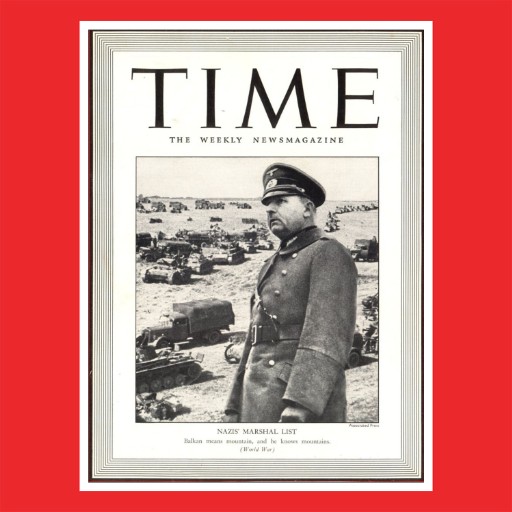 TIME
THE WEEKLY NEWSMAGAZINE
NAZIS' MARSHAL LIST
Balkan means mountain, and he knows mountains.
(World War)